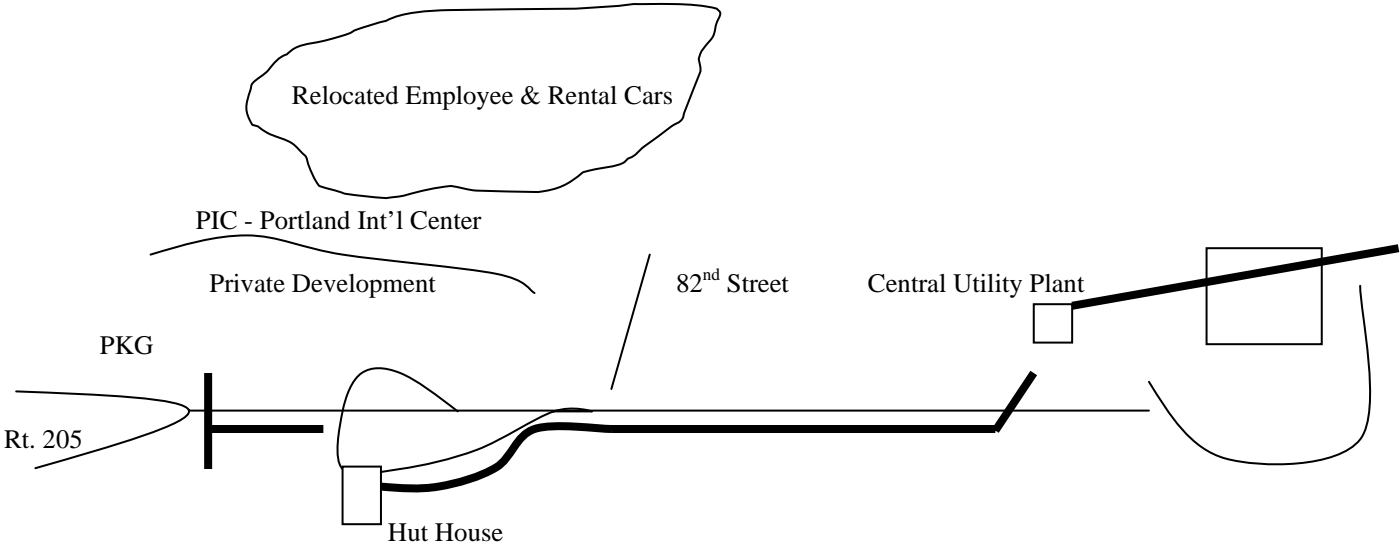 Relocated Employee & Rental Cars
PIC - Portland Int’l Center
Private Development
82nd Street
Central Utility Plant
PKG
Rt. 205
Hut House